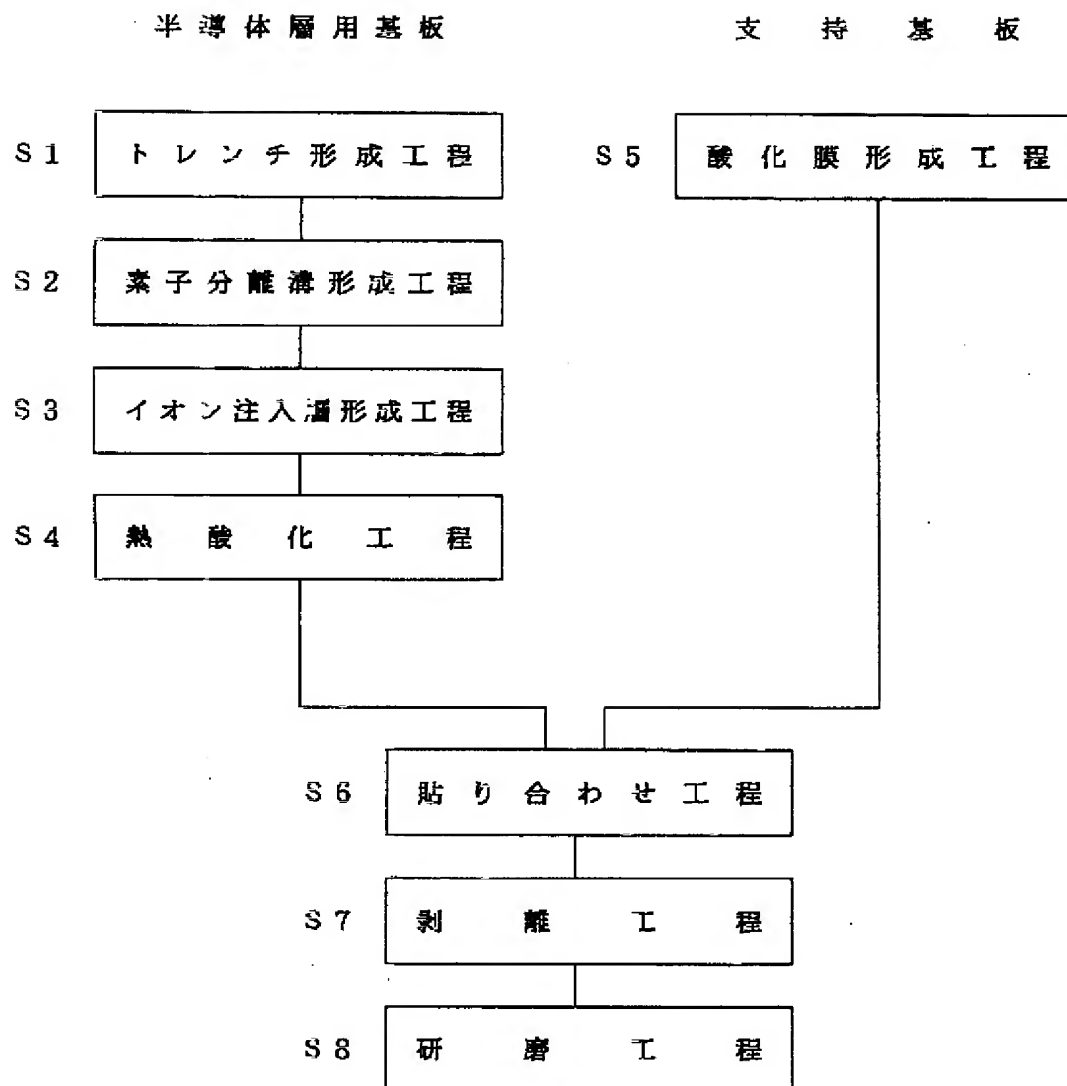 半導体層用基板
支持基板
S1 トレンチ形成工程
S5 酸化膜形成工程
S2 素子分離溝形成工程
S3 イオン注入層形成工程
S4 熱酸化工程
S6 貼り合わせ工程
S7 剥離工程
S8 研磨工程